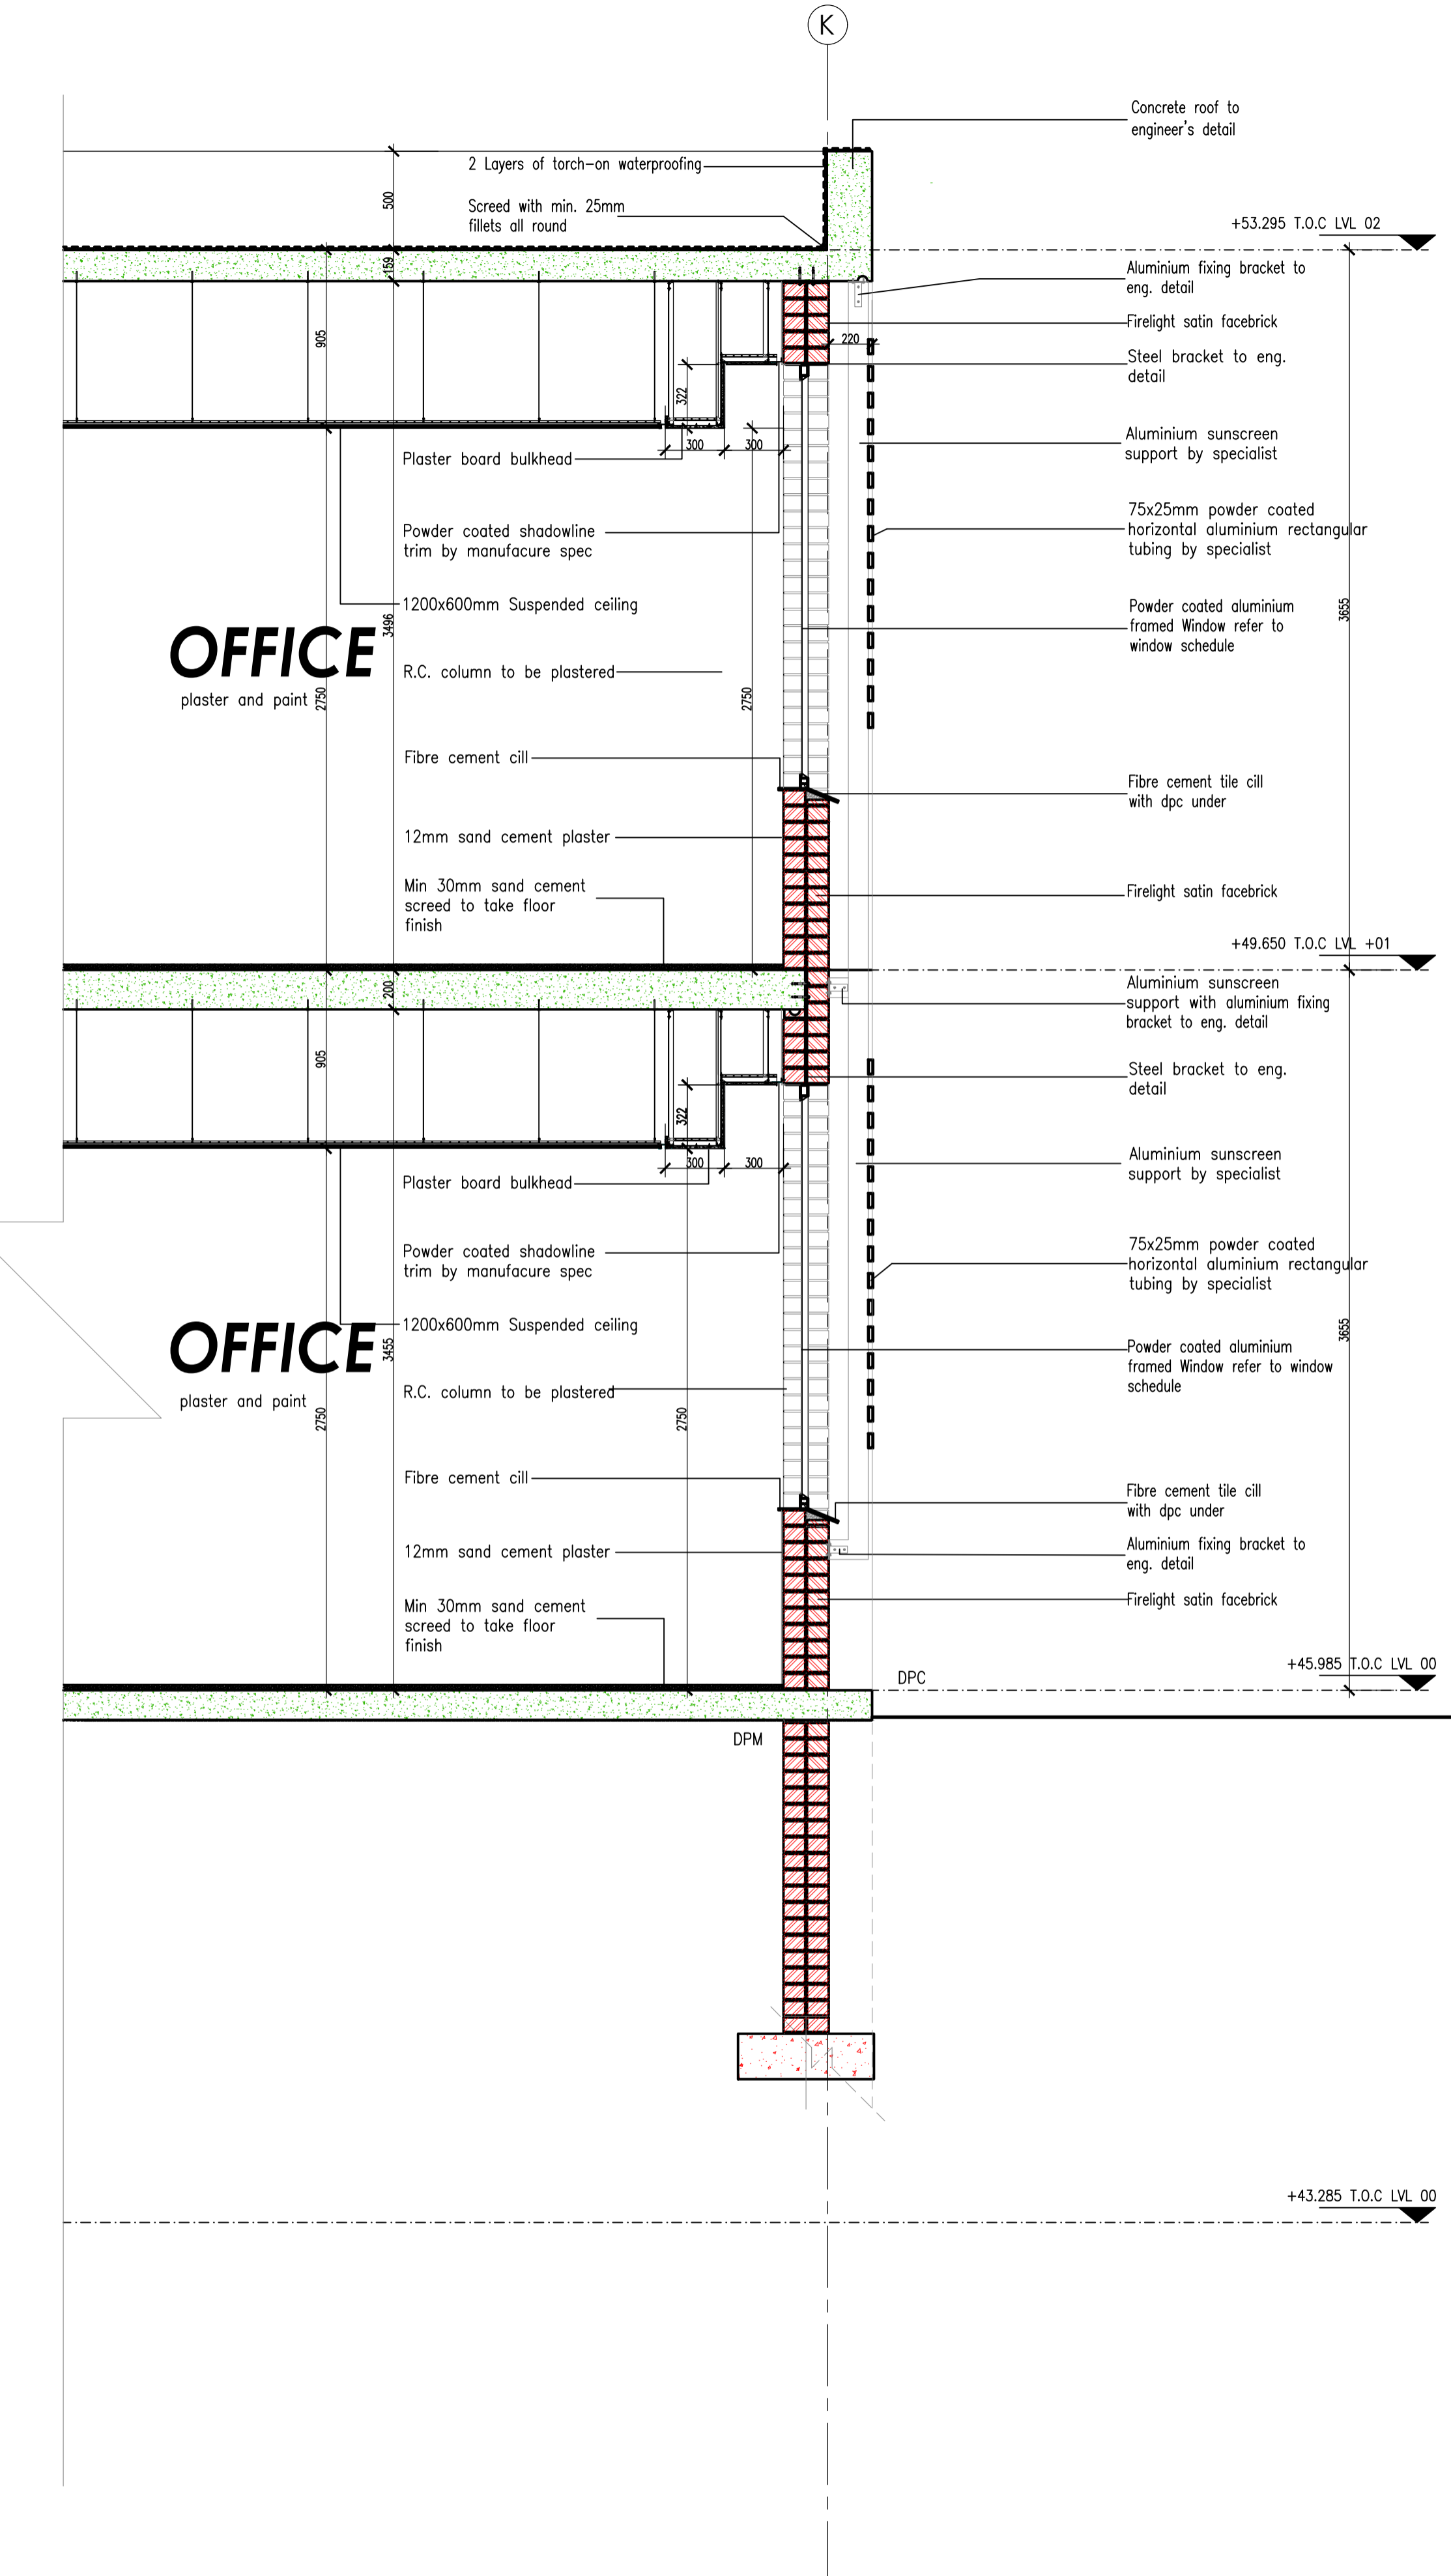 K
Concrete roof to
engineer's detail
2 Layers of torch-on waterproofing
500
Screed with min. 25mm
fillets all round
+53.295 T.O.C LVL 02
159
Aluminium fixing bracket to
eng. detail
Firelight satin facebrick
905
220
Steel bracket to eng.
detail
322
Aluminium sunscreen
support by specialist
300
300
Plaster board bulkhead
75x25mm powder coated
horizontal aluminium rectangular
tubing by specialist
Powder coated shadowline
trim by manufacure spec
1200x600mm Suspended ceiling
Powder coated aluminium
framed Window refer to
window schedule
3496
3655
OFFICE
plaster and paint
2750
R.C. column to be plastered
2750
Fibre cement cill
Fibre cement tile cill
with dpc under
12mm sand cement plaster
Min 30mm sand cement
screed to take floor
finish
Firelight satin facebrick
+49.650 T.O.C LVL +01
200
Aluminium sunscreen
support with aluminium fixing
bracket to eng. detail
905
Steel bracket to eng.
detail
322
300
300
Aluminium sunscreen
support by specialist
Plaster board bulkhead
Powder coated shadowline
trim by manufacure spec
75x25mm powder coated
horizontal aluminium rectangular
tubing by specialist
1200x600mm Suspended ceiling
3455
3655
OFFICE
plaster and paint
Powder coated aluminium
framed Window refer to window
schedule
R.C. column to be plastered
2750
2750
Fibre cement cill
Fibre cement tile cill
with dpc under
12mm sand cement plaster
Aluminium fixing bracket to
eng. detail
Min 30mm sand cement
screed to take floor
finish
Firelight satin facebrick
+45.985 T.O.C LVL 00
DPC
DPM
+43.285 T.O.C LVL 00